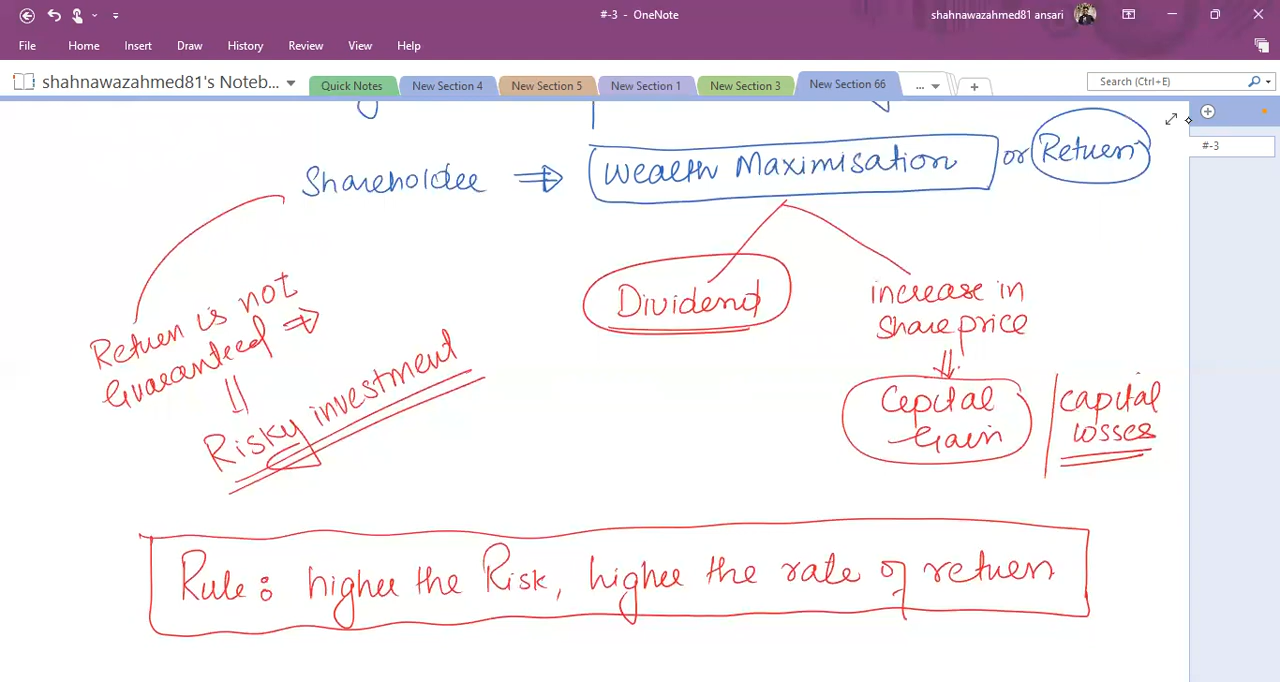 #-3 - OneNote
shahnawazahmed81 ansari
File Home Insert Draw History Review View Help
shahnawazahmed81's Noteb...
Quick Notes
New Section 4
New Section 5
New Section 1
New Section 3
New Section 66
...
Search (Ctrl+E)
#-3
Shareholder ⇒ Wealth Maximisation or Return
Dividend
increase in
share price
Capital
Gain
capital
losses
Return is not
Guaranteed ⇒
Risky investment
Rule: higher the Risk, higher the rate of return